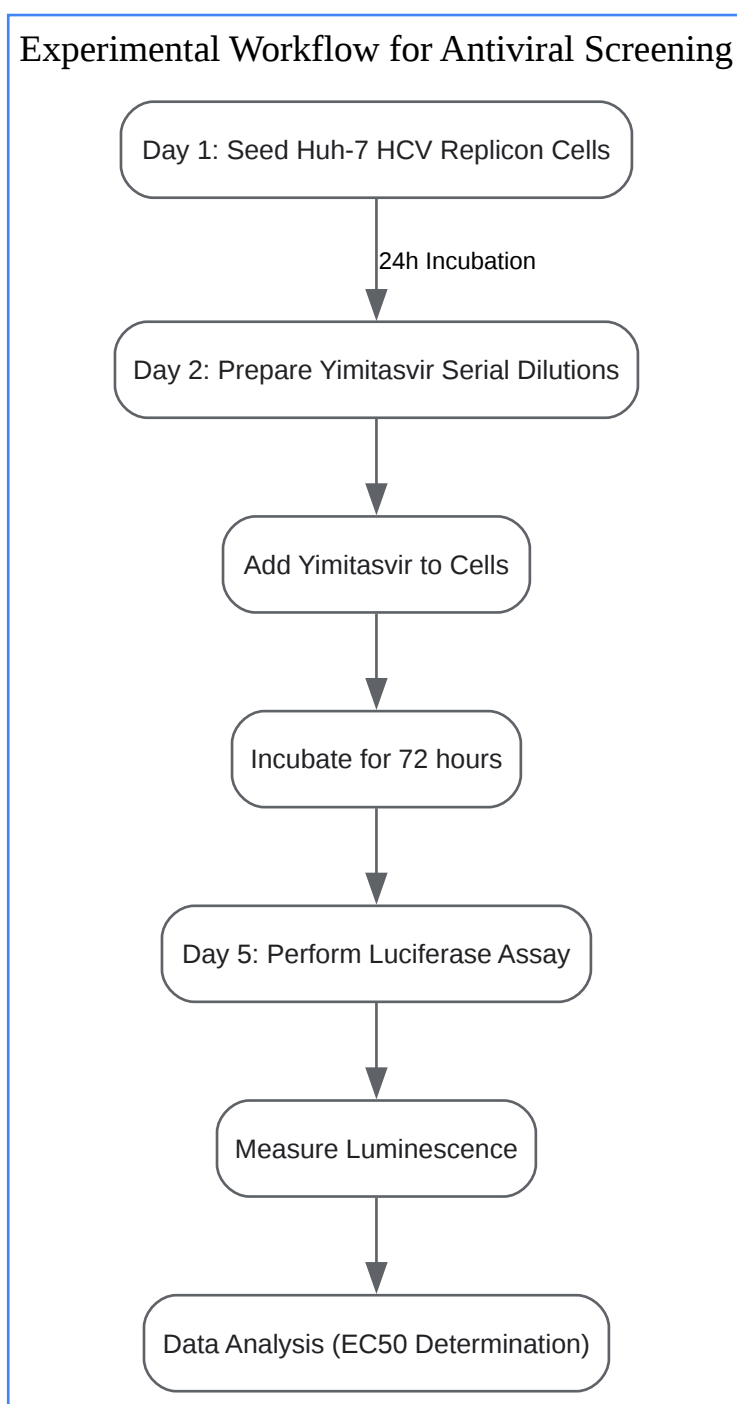 Experimental Workflow for Antiviral Screening
Day 1: Seed Huh-7 HCV Replicon Cells
24h Incubation
Day 2: Prepare Yimitasvir Serial Dilutions
Add Yimitasvir to Cells
Incubate for 72 hours
Day 5: Perform Luciferase Assay
Measure Luminescence
Data Analysis (EC50 Determination)